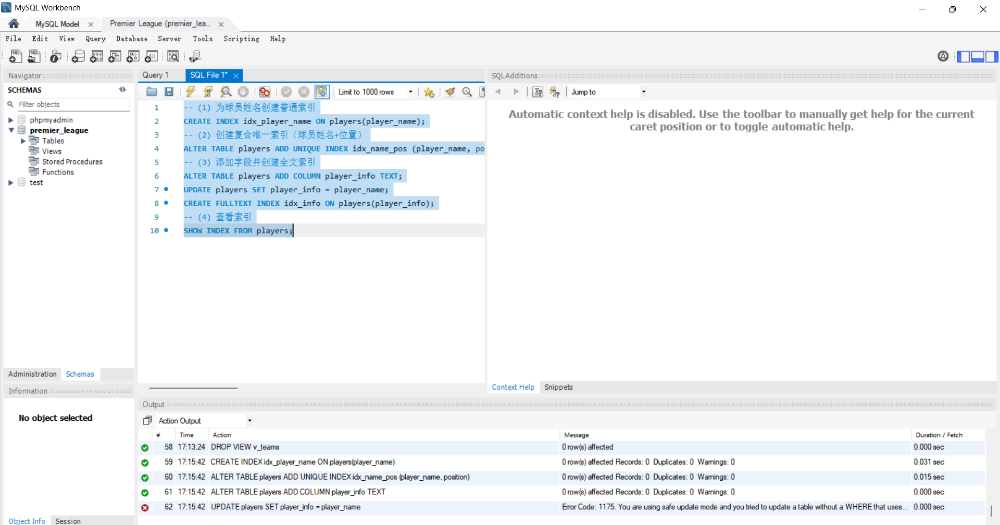 MySQL Workbench
MySQL Model
Premier League (premier_lea...
File Edit View Query Database Server Tools Scripting Help
Navigator
SCHEMAS
Filter objects
phpmyadmin
premier_league
Tables
Views
Stored Procedures
Functions
test
Administration Schemas
Information
No object selected
Object Info Session
Query 1
SQL File 1*
Limit to 1000 rows
1 -- (1) 为球员姓名创建普通索引
2 CREATE INDEX idx_player_name ON players(player_name);
3 -- (2) 创建复合唯一索引（球员姓名+位置）
4 ALTER TABLE players ADD UNIQUE INDEX idx_name_pos (player_name, po
5 -- (3) 添加字段并创建全文索引
6 ALTER TABLE players ADD COLUMN player_info TEXT;
7 UPDATE players SET player_info = player_name;
8 CREATE FULLTEXT INDEX idx_info ON players(player_info);
9 -- (4) 查看索引
10 SHOW INDEX FROM players;
SQLAdditions
Jump to
Automatic context help is disabled. Use the toolbar to manually get help for the current
caret position or to toggle automatic help.
Context Help Snippets
Output
Action Output
# Time Action Message Duration / Fetch
58 17:13:24 DROP VIEW v_teams 0 row(s) affected 0.000 sec
59 17:15:42 CREATE INDEX idx_player_name ON players(player_name) 0 row(s) affected Records: 0 Duplicates: 0 Warnings: 0 0.031 sec
60 17:15:42 ALTER TABLE players ADD UNIQUE INDEX idx_name_pos (player_name, position) 0 row(s) affected Records: 0 Duplicates: 0 Warnings: 0 0.015 sec
61 17:15:42 ALTER TABLE players ADD COLUMN player_info TEXT 0 row(s) affected Records: 0 Duplicates: 0 Warnings: 0 0.000 sec
62 17:15:42 UPDATE players SET player_info = player_name Error Code: 1175. You are using safe update mode and you tried to update a table without a WHERE that uses... 0.000 sec